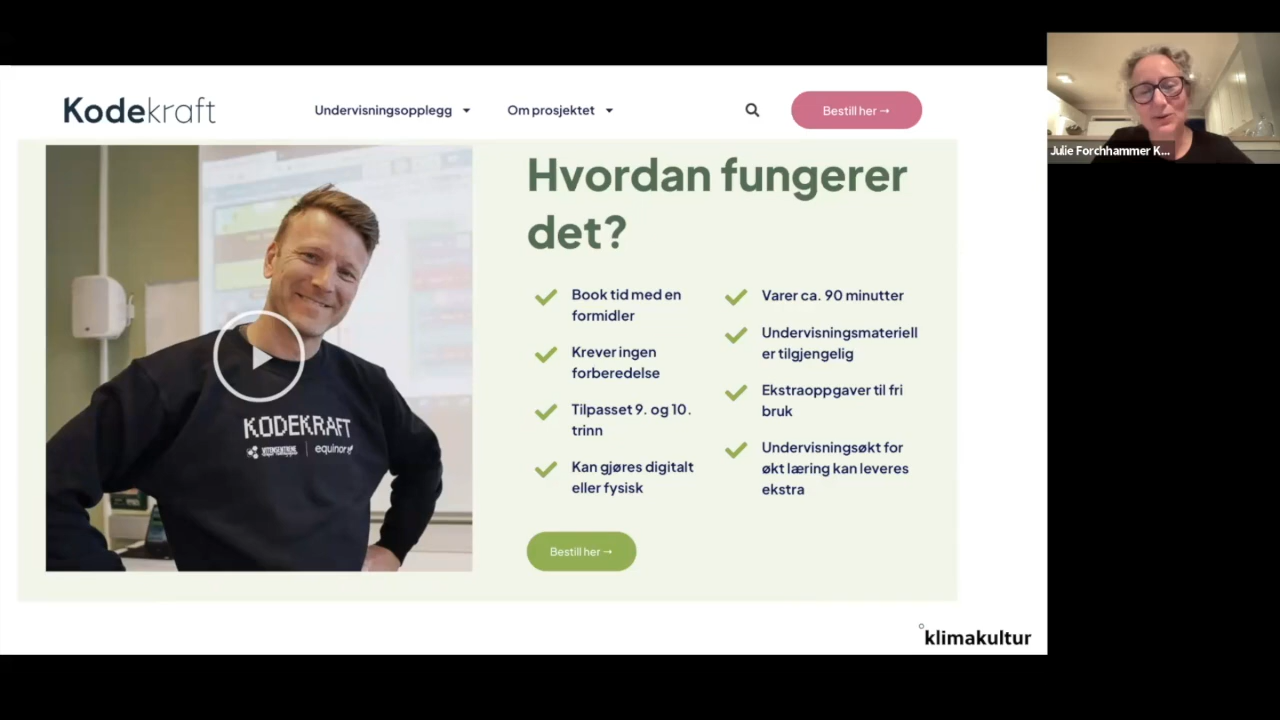 Kodekraft
Undervisningsopplegg
Om prosjektet
Bestill her →
Julie Forchhammer K...
Hvordan fungerer
det?
Book tid med en
formidler
Krever ingen
forberedelse
Tilpasset 9. og 10.
trinn
Kan gjøres digitalt
eller fysisk
Varer ca. 90 minutter
Undervisningsmateriell
er tilgjengelig
Ekstraoppgaver til fri
bruk
Undervisningsøkt for
økt læring kan leveres
ekstra
Bestill her →
KODEKRAFT
VITENSENTRENE
equinor
°klimakultur